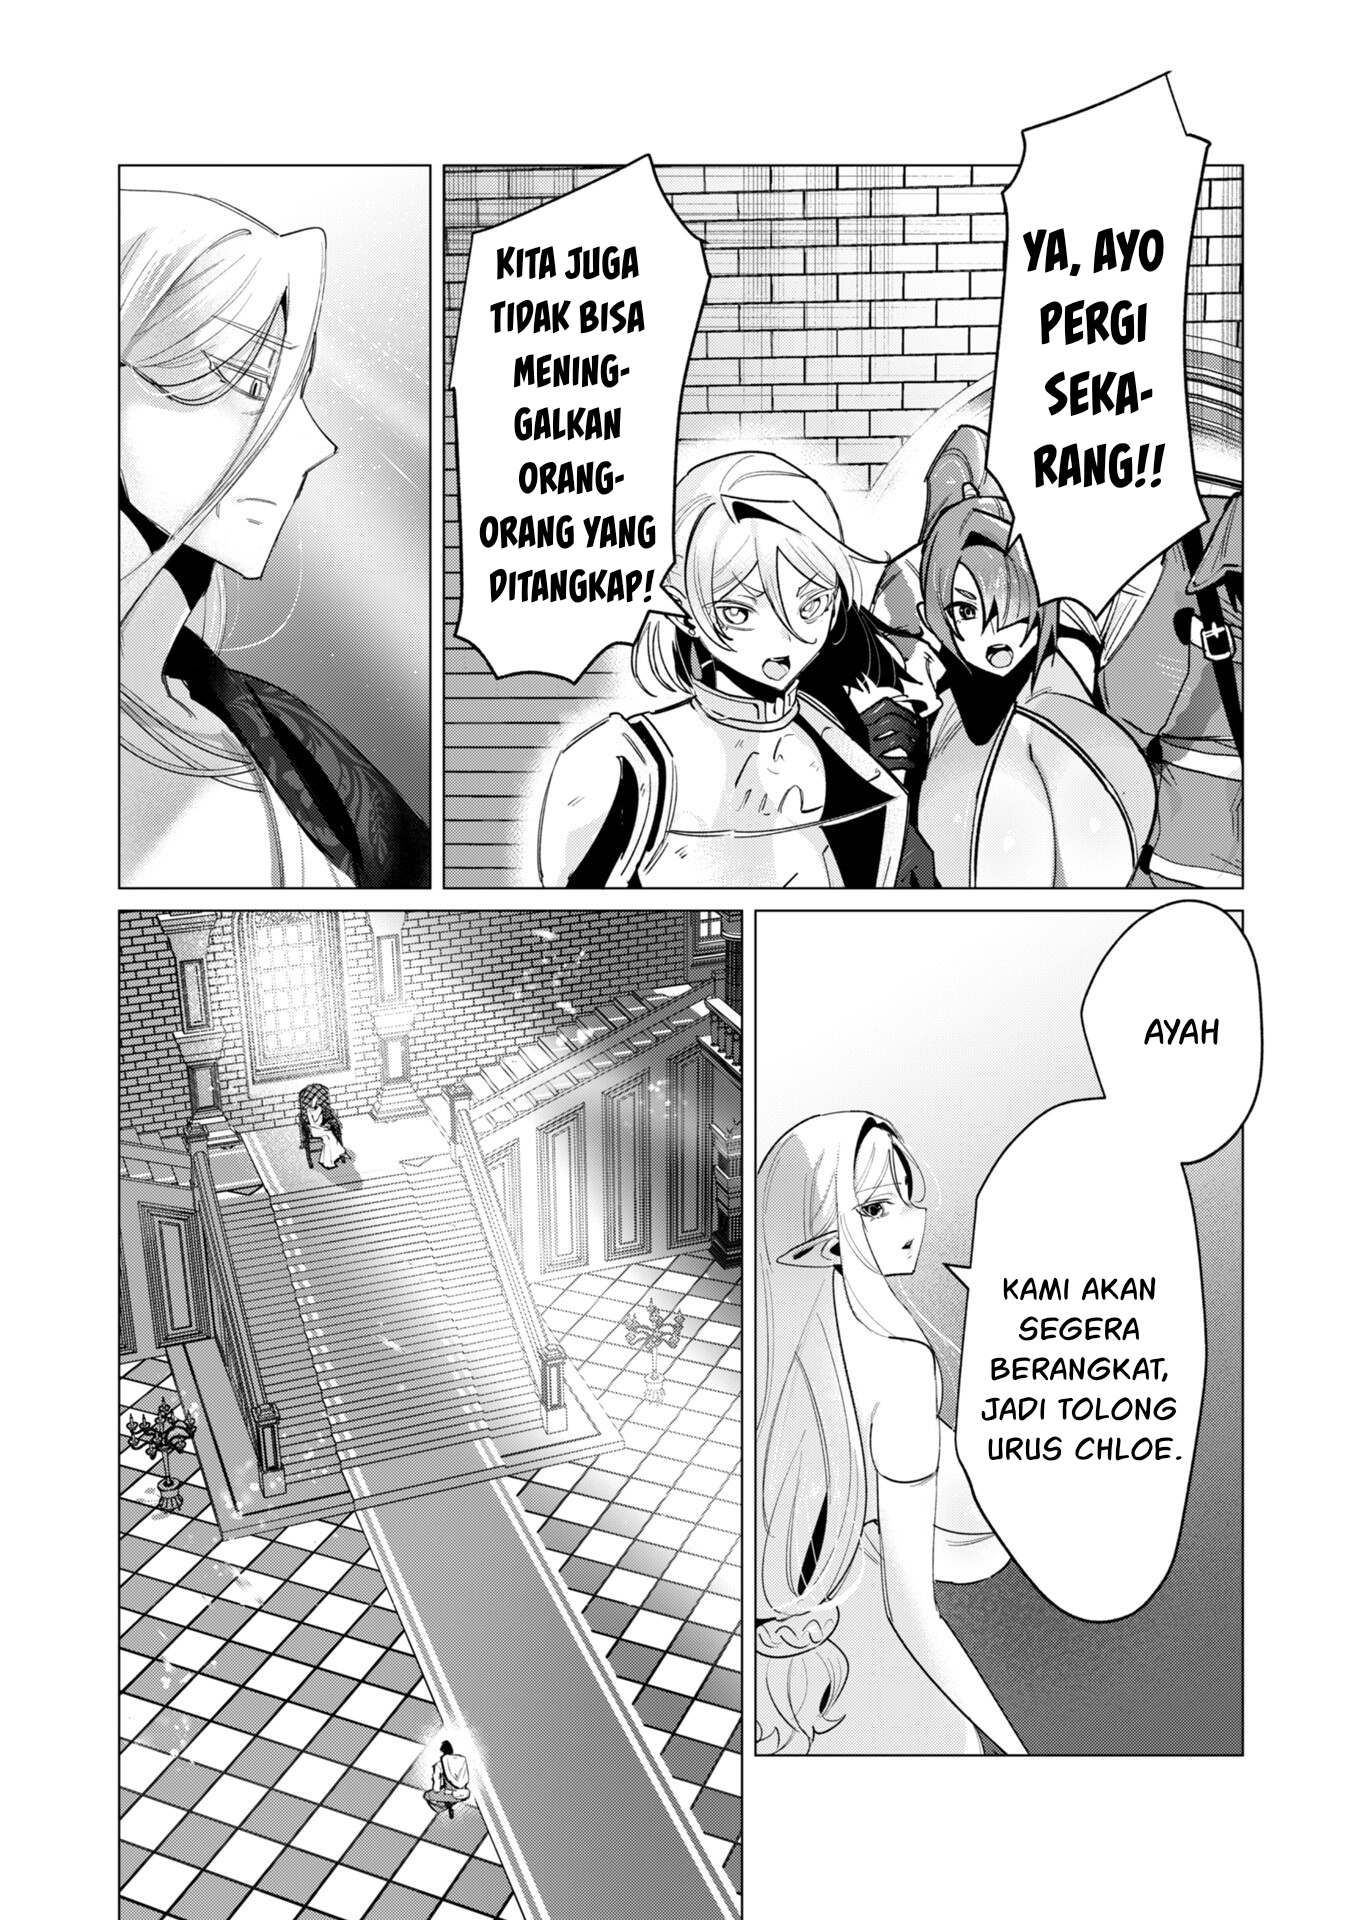 YA, AYO
PERGI
SEKA-
RANG!!
KITA JUGA
TIDAK BISA
MENING-
GALKAN
ORANG-
ORANG YANG
DITANGKAP!
AYAH
KAMI AKAN
SEGERA
BERANGKAT,
JADI TOLONG
URUS CHLOE.